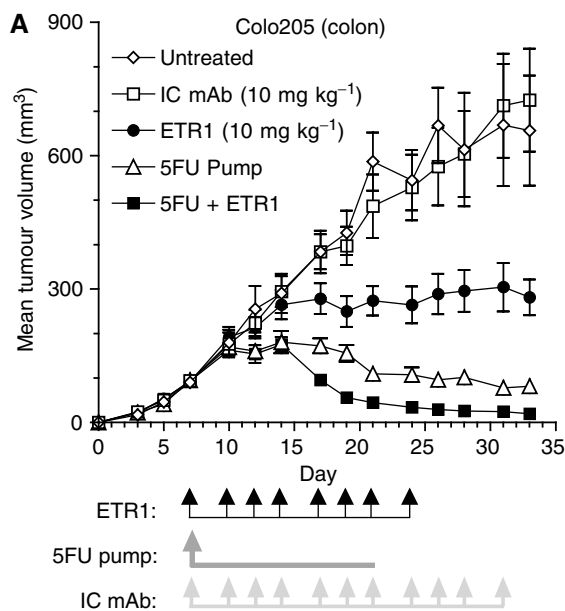 A
Colo205 (colon)
900
600
300
0
Mean tumour volume (mm³)
Untreated
IC mAb (10 mg kg⁻¹)
ETR1 (10 mg kg⁻¹)
5FU Pump
5FU + ETR1
0 5 10 15 20 25 30 35
Day
ETR1:
5FU pump:
IC mAb: